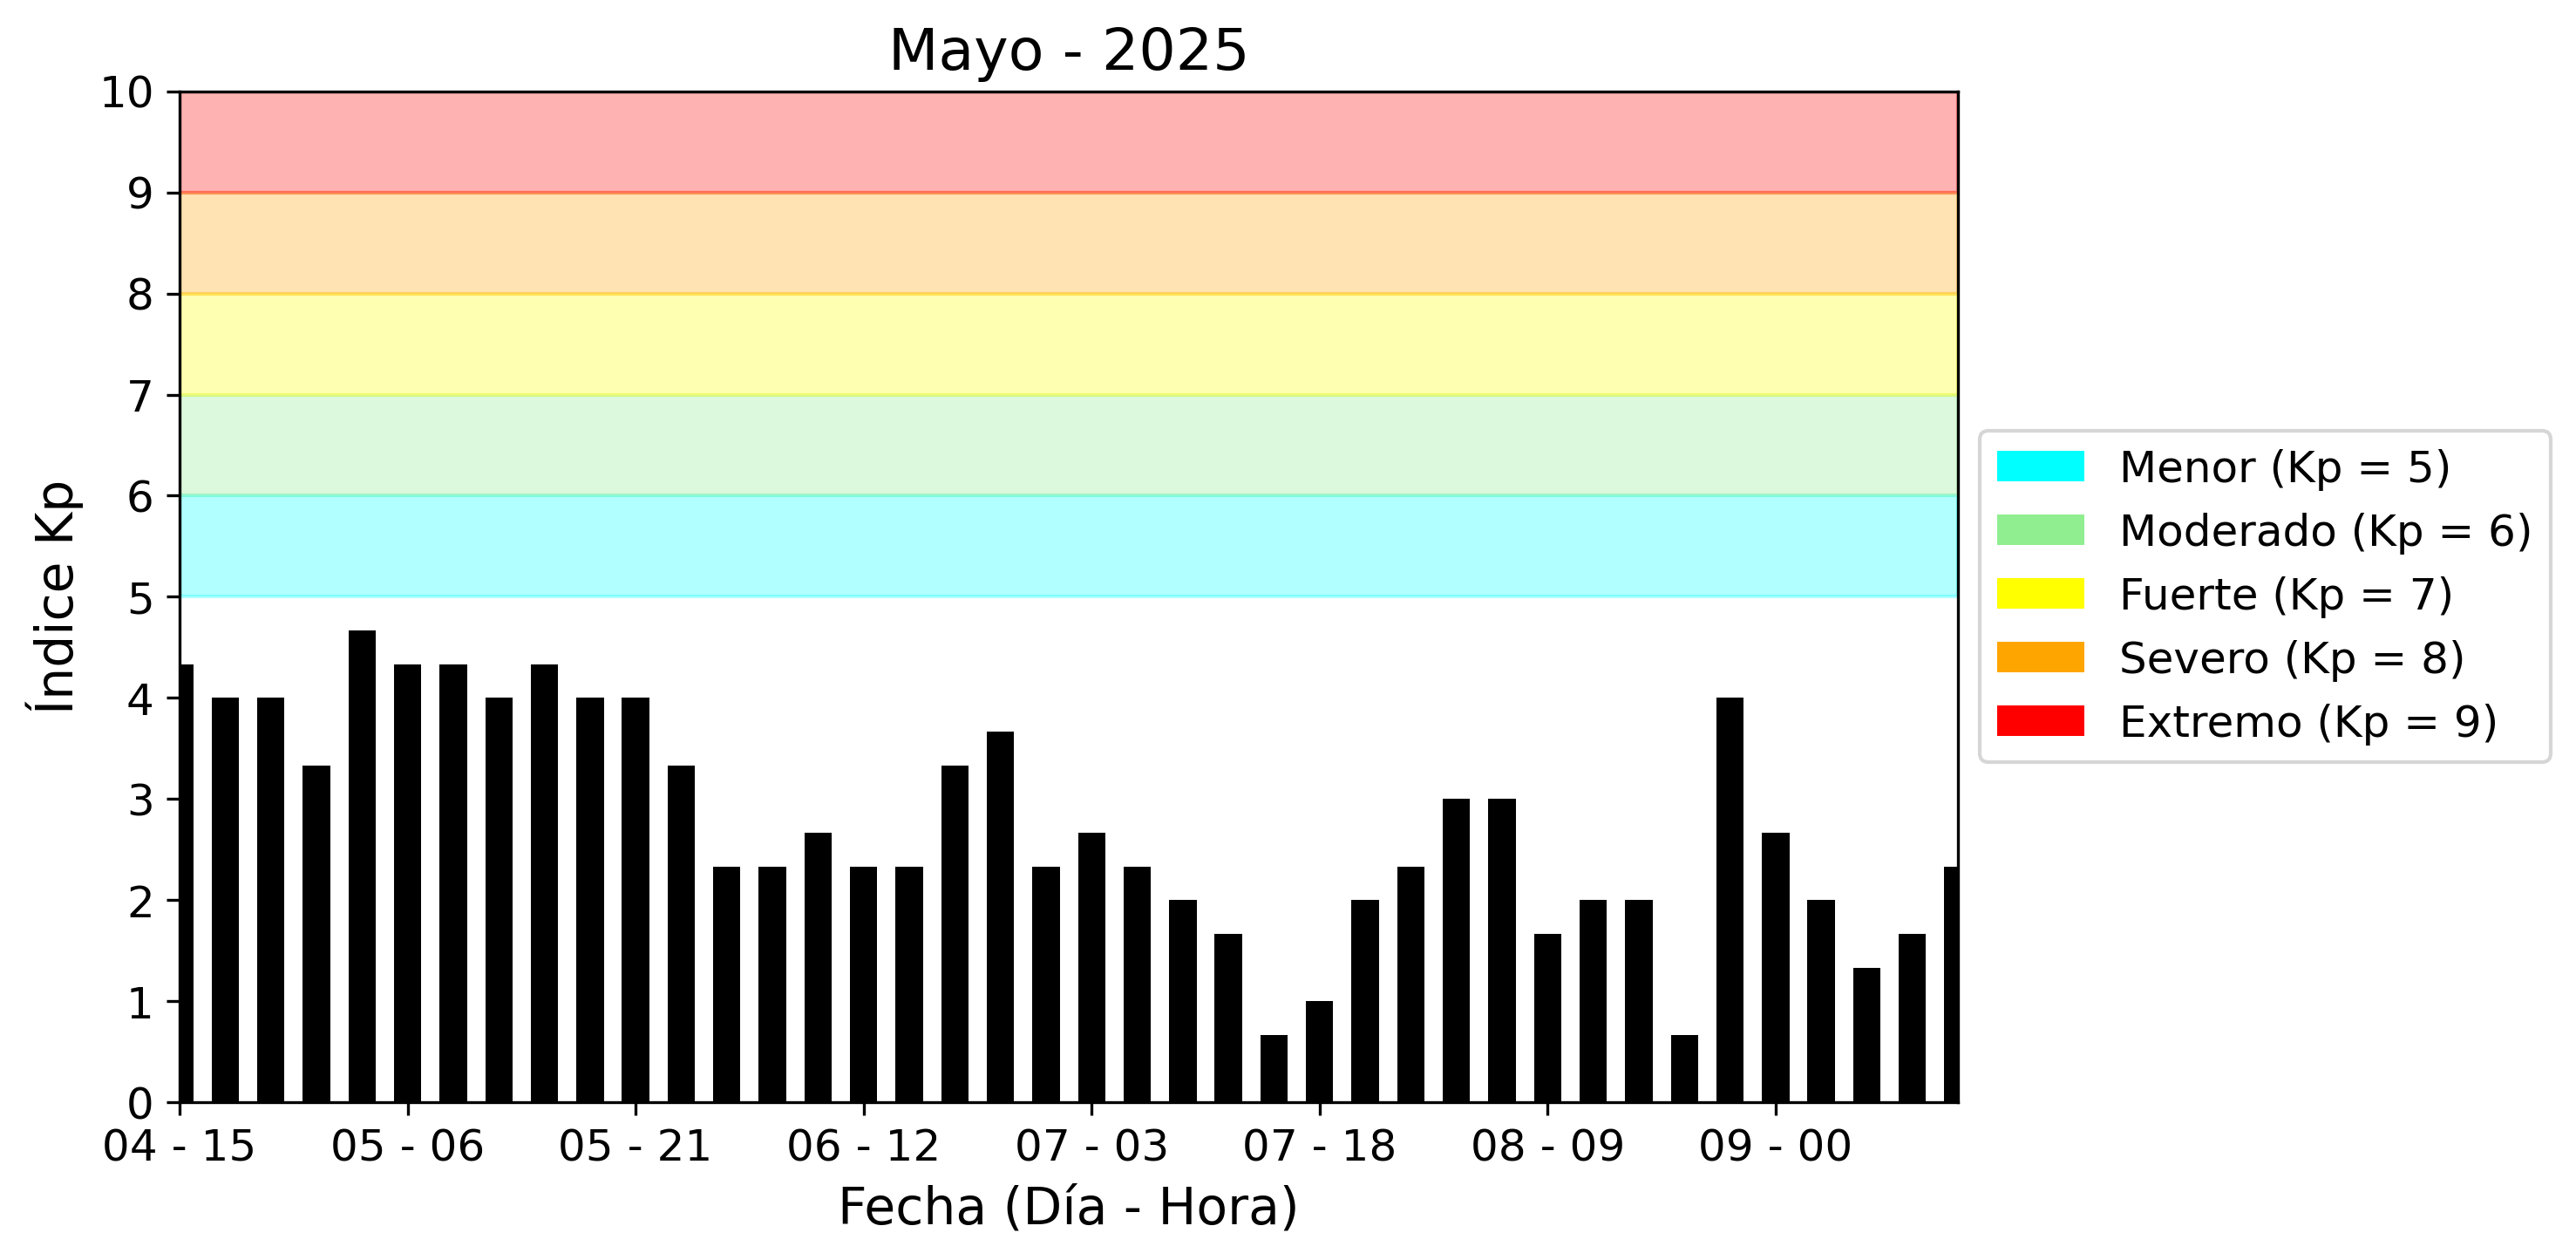 Mayo - 2025
10
9
8
7
6
5
4
3
2
1
0
Índice Kp
04 - 15
05 - 06
05 - 21
06 - 12
07 - 03
07 - 18
08 - 09
09 - 00
Fecha (Día - Hora)
Menor (Kp = 5)
Moderado (Kp = 6)
Fuerte (Kp = 7)
Severo (Kp = 8)
Extremo (Kp = 9)